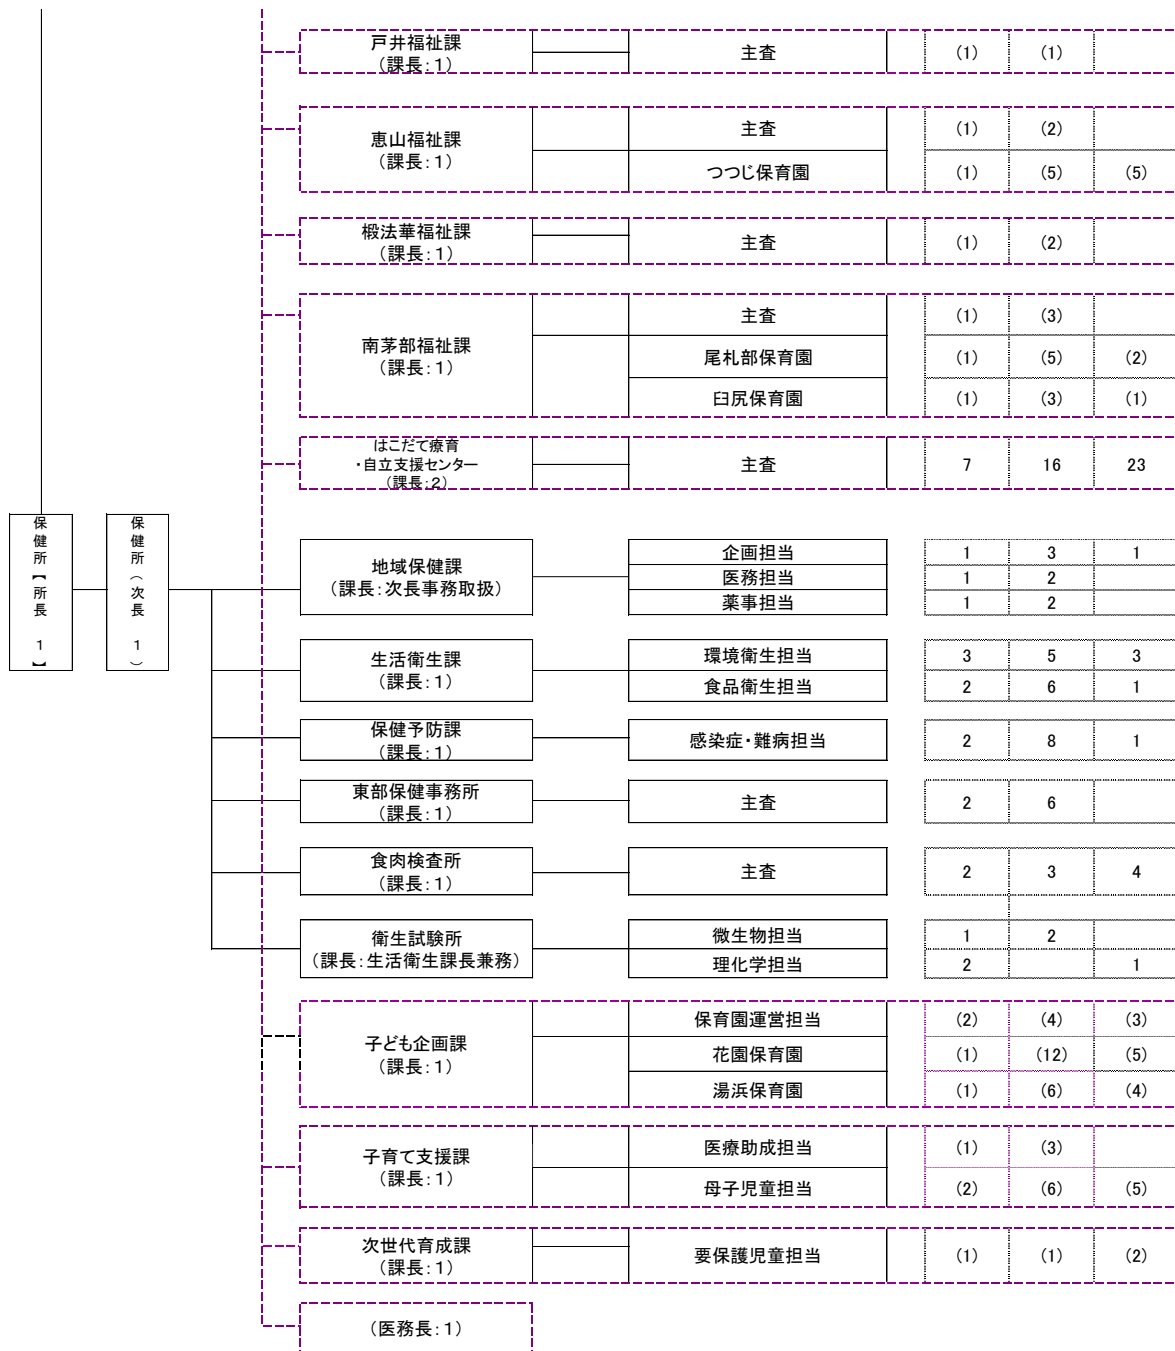 戸井福祉課
（課長：１）
主査
(1) (1)
恵山福祉課
（課長：１）
主査
(1) (2)
つつじ保育園
(1) (5) (5)
椴法華福祉課
（課長：１）
主査
(1) (2)
南茅部福祉課
（課長：１）
主査
(1) (3)
尾札部保育園
(1) (5) (2)
臼尻保育園
(1) (3) (1)
はこだて療育
・自立支援センター
（課長：２）
主査
7 16 23
保健所【所長 １】
保健所（次長 １）
地域保健課
（課長：次長事務取扱）
企画担当
1 3 1
医務担当
1 2
薬事担当
1 2
生活衛生課
（課長：１）
環境衛生担当
3 5 3
食品衛生担当
2 6 1
保健予防課
（課長：１）
感染症・難病担当
2 8 1
東部保健事務所
（課長：１）
主査
2 6
食肉検査所
（課長：１）
主査
2 3 4
衛生試験所
（課長：生活衛生課長兼務）
微生物担当
1 2
理化学担当
2 1
子ども企画課
（課長：１）
保育園運営担当
(2) (4) (3)
花園保育園
(1) (12) (5)
湯浜保育園
(1) (6) (4)
子育て支援課
（課長：１）
医療助成担当
(1) (3)
母子児童担当
(2) (6) (5)
次世代育成課
（課長：１）
要保護児童担当
(1) (1) (2)
（医務長：１）